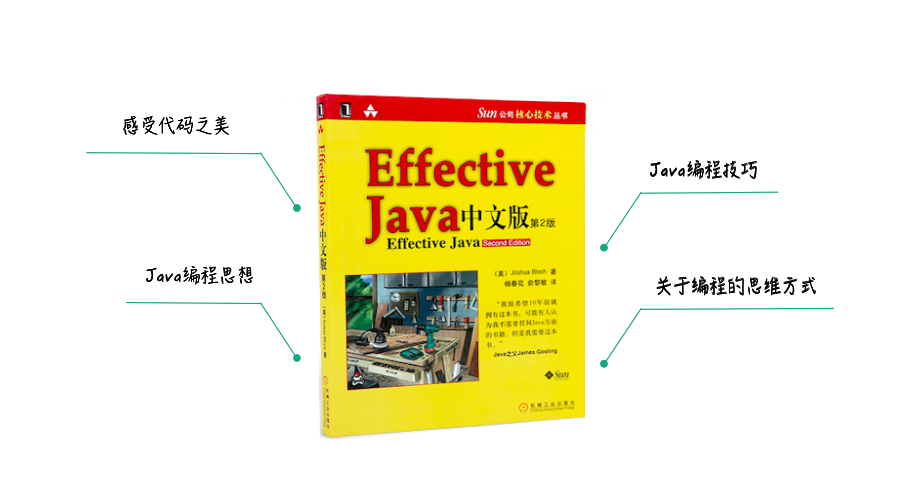 感受代码之美
Java编程技巧
Java编程思想
关于编程的思维方式
Sun公司核心技术丛书
Effective
Java中文版 第2版
Effective Java Second Edition
（美）Joshua Bloch 著
杨春花 俞黎敏 译
“我很希望10年前就
拥有这本书。可能有人认
为我不需要任何Java方面
的书籍，但是我需要这本
书。”
Java之父James Gosling
Sun
机械工业出版社
China Machine Press
Effective Java 中文版 第2版